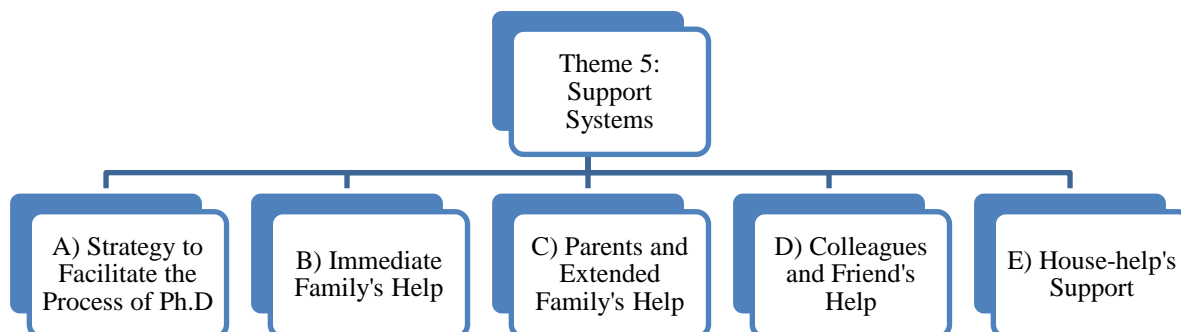 Theme 5:
Support
Systems
A) Strategy to
Facilitate the
Process of Ph.D
B) Immediate
Family's Help
C) Parents and
Extended
Family's Help
D) Colleagues
and Friend's
Help
E) House-help's
Support